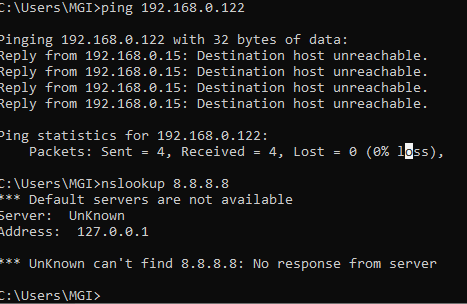 C:\Users\MGI>ping 192.168.0.122
Pinging 192.168.0.122 with 32 bytes of data:
Reply from 192.168.0.15: Destination host unreachable.
Reply from 192.168.0.15: Destination host unreachable.
Reply from 192.168.0.15: Destination host unreachable.
Reply from 192.168.0.15: Destination host unreachable.
Ping statistics for 192.168.0.122:
    Packets: Sent = 4, Received = 4, Lost = 0 (0% loss),
C:\Users\MGI>nslookup 8.8.8.8
*** Default servers are not available
Server:  UnKnown
Address:  127.0.0.1
*** UnKnown can't find 8.8.8.8: No response from server
C:\Users\MGI>